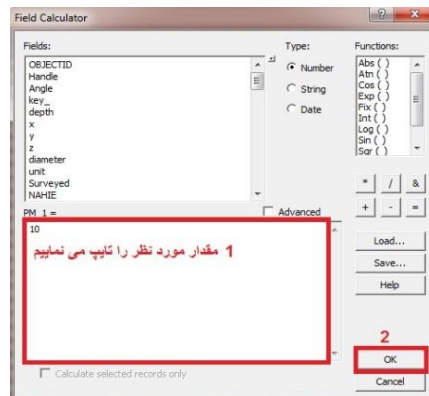 Field Calculator
Fields:
OBJECTID
Handle
Angle
key_
depth
x
y
z
diameter
unit
Surveyed
NAHIE
Type:
Number
String
Date
Functions:
Abs ( )
Atn ( )
Cos ( )
Exp ( )
Fix ( )
Int ( )
Log ( )
Sin ( )
Sqr ( )
* / &
+ - =
PM_1 =
Advanced
10
1 مقدار مورد نظر را تایپ می نماییم
Load...
Save...
Help
2
OK
Cancel
Calculate selected records only